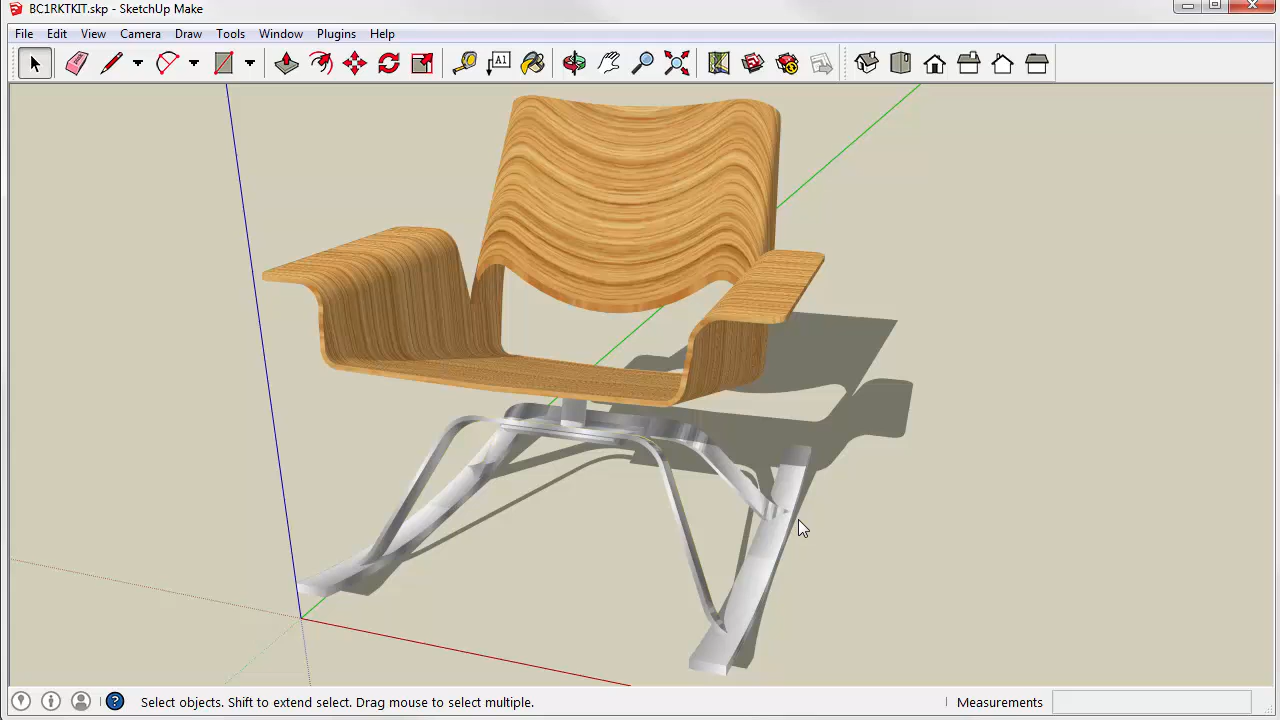 BC1RKTKIT.skp - SketchUp Make
File Edit View Camera Draw Tools Window Plugins Help
A1
Select objects. Shift to extend select. Drag mouse to select multiple.
Measurements